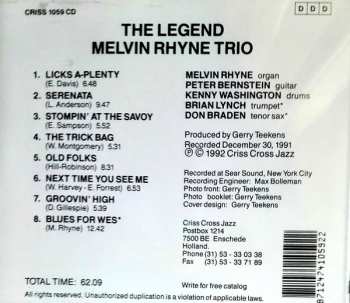 CRISS 1059 CD
D D D
THE LEGEND
MELVIN RHYNE TRIO
1. LICKS A-PLENTY
(E. Davis) 6.48
2. SERENATA
(L. Anderson) 9.47
3. STOMPIN' AT THE SAVOY
(E. Sampson) 5.52
4. THE TRICK BAG
(W. Montgomery) 5.31
5. OLD FOLKS
(Hill-Robinson) 8.31
6. NEXT TIME YOU SEE ME
(W. Harvey - E. Forrest) 6.53
7. GROOVIN' HIGH
(D. Gillespie) 5.39
8. BLUES FOR WES*
(M. Rhyne) 12.42
TOTAL TIME: 62.09
MELVIN RHYNE organ
PETER BERNSTEIN guitar
KENNY WASHINGTON drums
BRIAN LYNCH trumpet*
DON BRADEN tenor sax*
Produced by Gerry Teekens
Recorded December 30, 1991
Ⓟ © 1992 Criss Cross Jazz
Recorded at Sear Sound, New York City
Recording Engineer: Max Bolleman
Photo front: Gerry Teekens
Photo booklet: Gerry Teekens
Cover design: Gerry Teekens
Criss Cross Jazz
Postbox 1214
7500 BE Enschede
Holland.
Phone (31) 53 - 33 03 38
Fax (31) 53 - 33 71 89
Write for free catalog
All rights reserved. Unauthorized duplication is a violation of applicable laws.
8712474105922